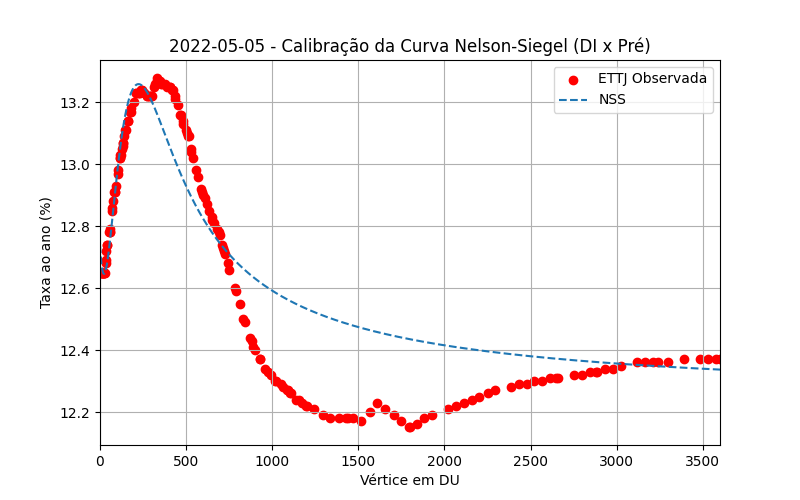 2022-05-05 - Calibração da Curva Nelson-Siegel (DI x Pré)
ETTJ Observada
NSS
Taxa ao ano (%)
13.2
13.0
12.8
12.6
12.4
12.2
0 500 1000 1500 2000 2500 3000 3500
Vértice em DU